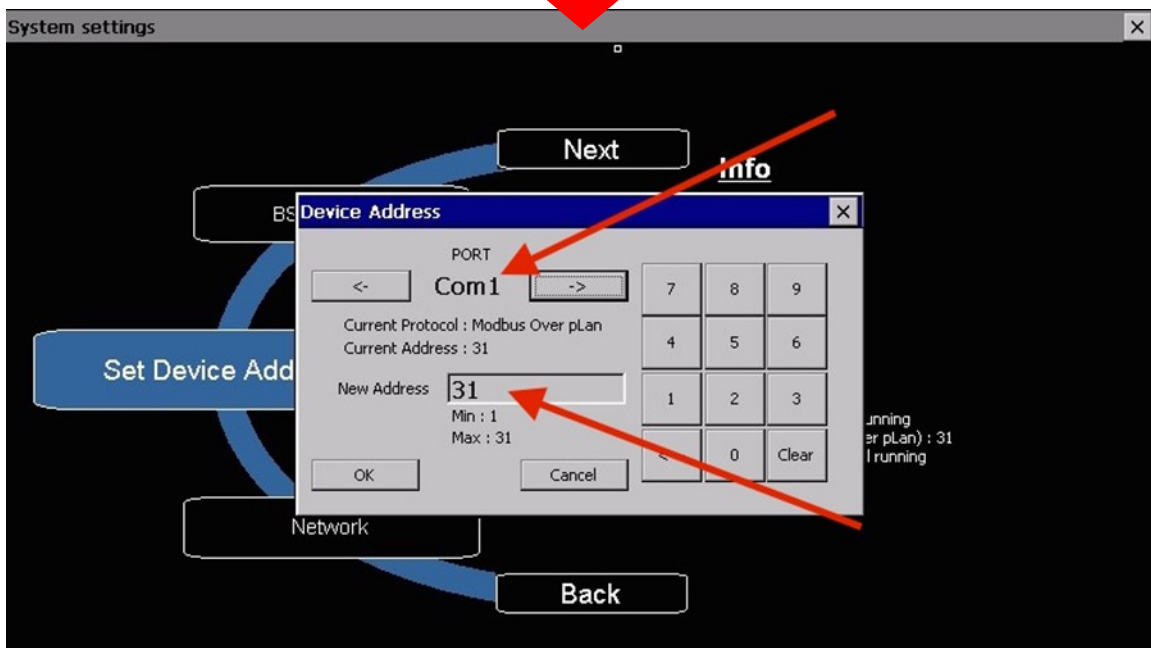 System settings
Next
Info
BS
Device Address
PORT
<- Com1 ->
Current Protocol : Modbus Over pLan
Current Address : 31
New Address 31
Min : 1
Max : 31
OK Cancel
7 8 9
4 5 6
1 2 3
< 0 Clear
Set Device Add
unning
er pLan) : 31
l running
Network
Back